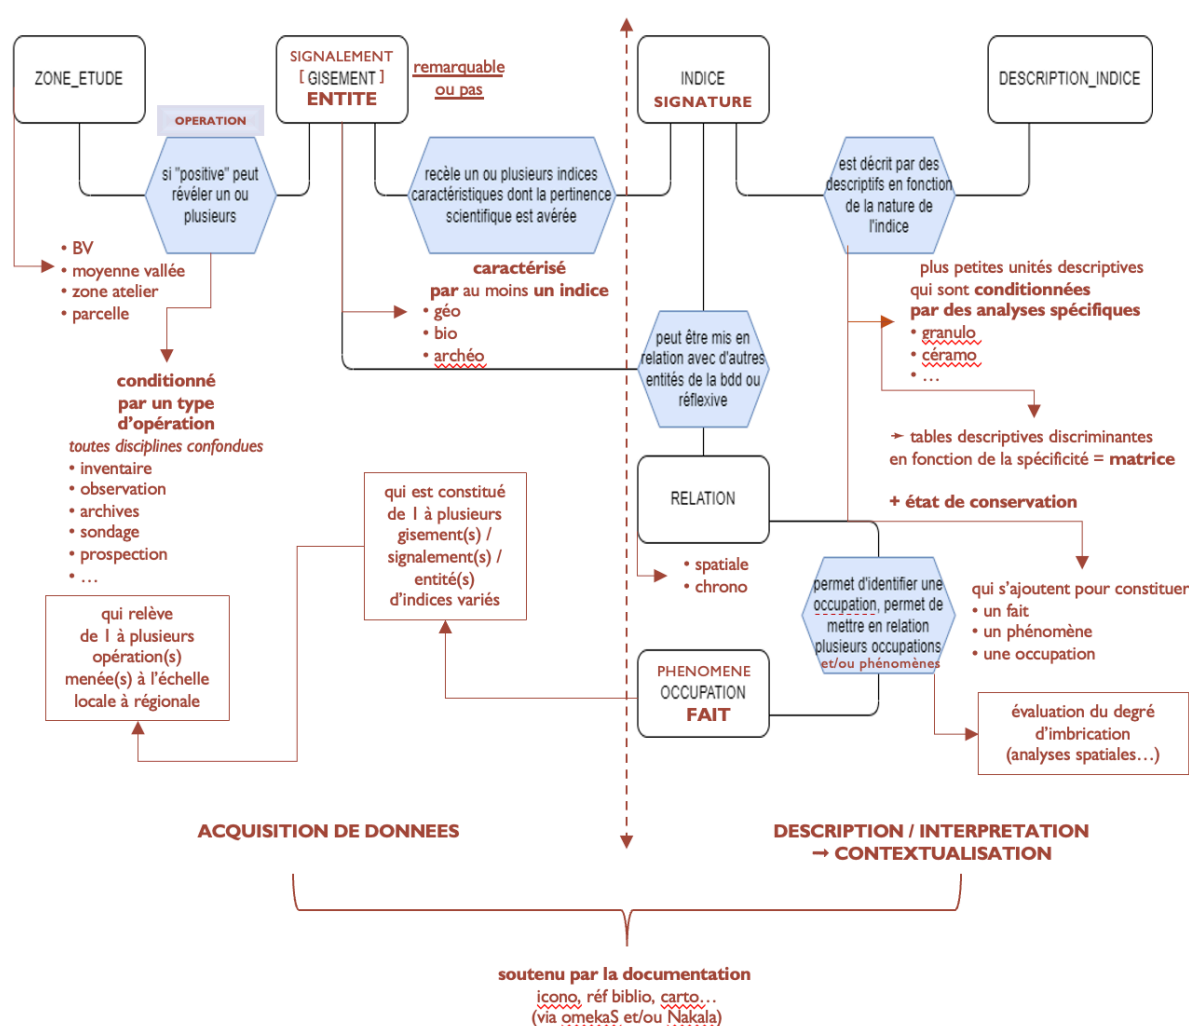 ZONE_ETUDE
SIGNALEMENT
[ GISEMENT ]
ENTITE
remarquable
ou pas
INDICE
SIGNATURE
DESCRIPTION_INDICE
OPERATION
si "positive" peut
révéler un ou
plusieurs
recèle un ou plusieurs indices
caractéristiques dont la pertinence
scientifique est avérée
est décrit par des
descriptifs en fonction
de la nature de
l'indice
• BV
• moyenne vallée
• zone atelier
• parcelle
caractérisé
par au moins un indice
• géo
• bio
• archéo
plus petites unités descriptives
qui sont conditionnées
par des analyses spécifiques
• granulo
• céramo
• …
peut être mis en
relation avec d'autres
entités de la bdd ou
réflexive
conditionné
par un type
d'opération
toutes disciplines confondues
• inventaire
• observation
• archives
• sondage
• prospection
• …
➛ tables descriptives discriminantes
en fonction de la spécificité = matrice
+ état de conservation
RELATION
• spatiale
• chrono
qui est constitué
de 1 à plusieurs
gisement(s) /
signalement(s) /
entité(s)
d'indices variés
qui relève
de 1 à plusieurs
opération(s)
menée(s) à l'échelle
locale à régionale
permet d'identifier une
occupation, permet de
mettre en relation
plusieurs occupations
et/ou phénomènes
qui s'ajoutent pour constituer
• un fait
• un phénomène
• une occupation
PHENOMENE
OCCUPATION
FAIT
évaluation du degré
d'imbrication
(analyses spatiales…)
ACQUISITION DE DONNEES
DESCRIPTION / INTERPRETATION
→ CONTEXTUALISATION
soutenu par la documentation
icono, réf biblio, carto…
(via omekaS et/ou Nakala)